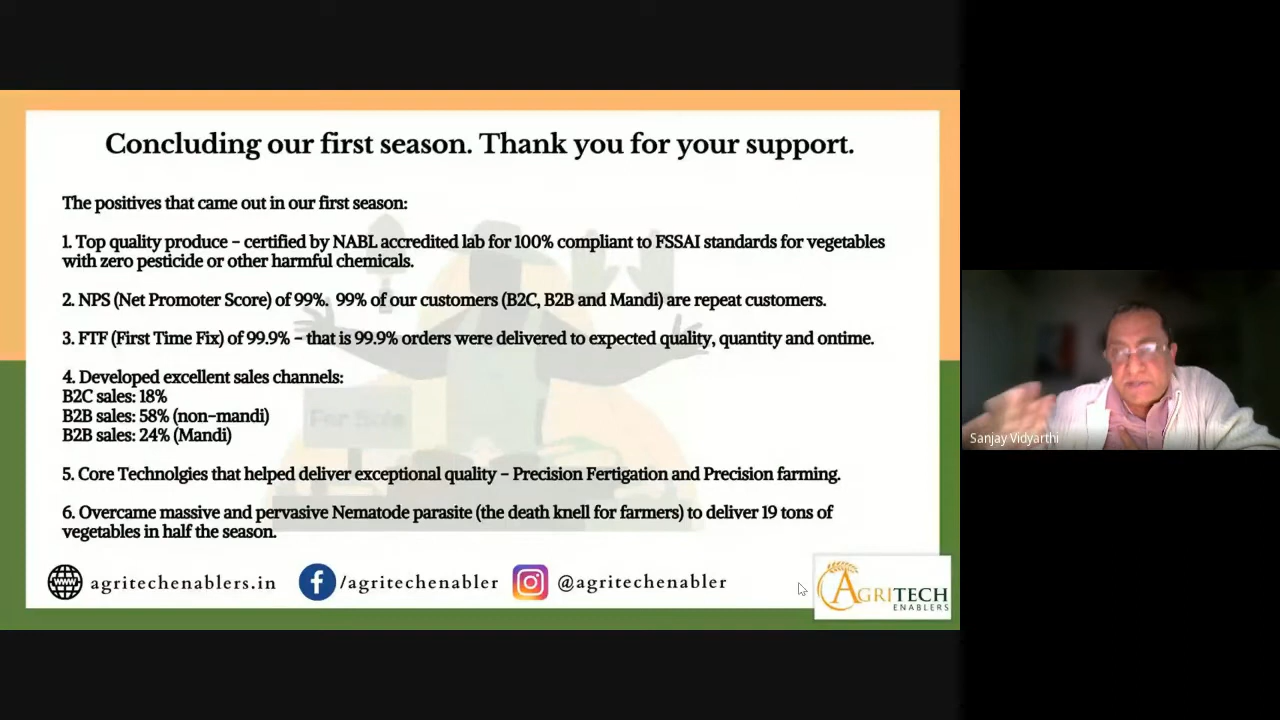 Concluding our first season. Thank you for your support.
The positives that came out in our first season:
1. Top quality produce – certified by NABL accredited lab for 100% compliant to FSSAI standards for vegetables
with zero pesticide or other harmful chemicals.
2. NPS (Net Promoter Score) of 99%. 99% of our customers (B2C, B2B and Mandi) are repeat customers.
3. FTF (First Time Fix) of 99.9% – that is 99.9% orders were delivered to expected quality, quantity and ontime.
4. Developed excellent sales channels:
B2C sales: 18%
B2B sales: 58% (non-mandi)
B2B sales: 24% (Mandi)
For Sale
5. Core Technolgies that helped deliver exceptional quality – Precision Fertigation and Precision farming.
6. Overcame massive and pervasive Nematode parasite (the death knell for farmers) to deliver 19 tons of
vegetables in half the season.
www agritechenablers.in /agritechenabler @agritechenabler
AGRITECH
ENABLERS
Sanjay Vidyarthi